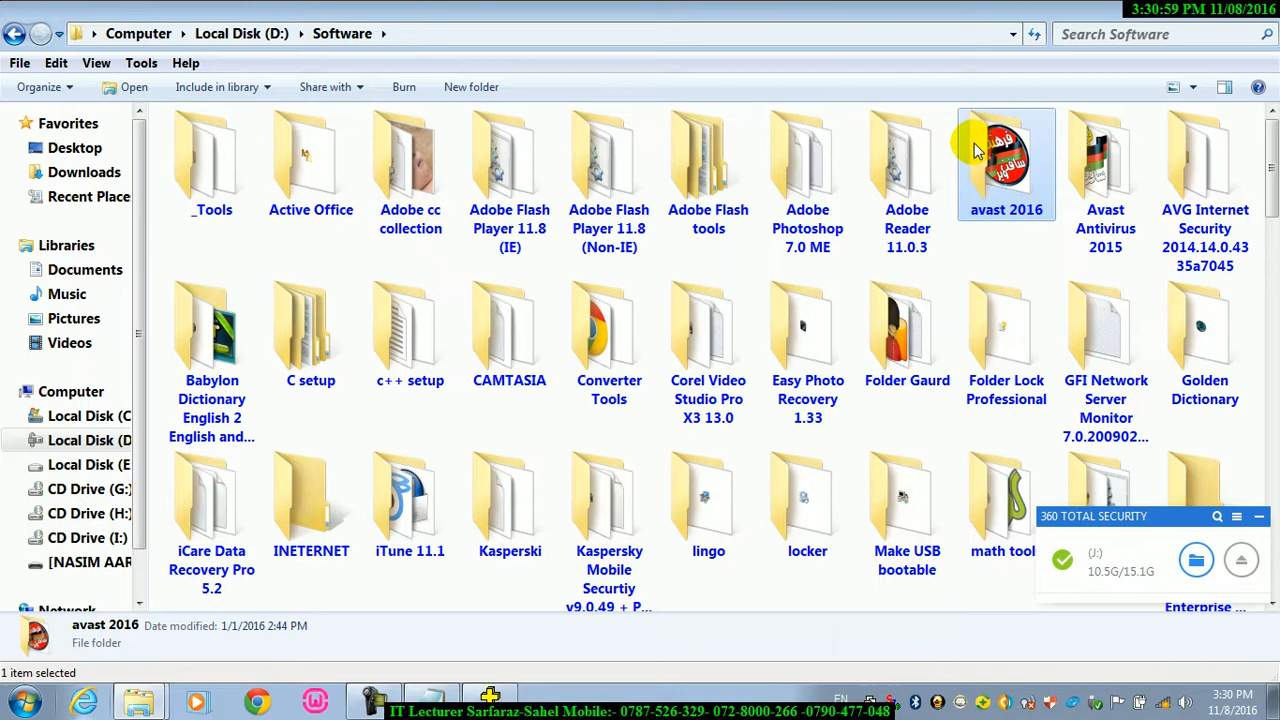 3:30:59 PM 11/08/2016
Computer Local Disk (D:) Software
Search Software
File Edit View Tools Help
Organize Open Include in library Share with Burn New folder
Favorites
Desktop
Downloads
Recent Place
Libraries
Documents
Music
Pictures
Videos
Computer
Local Disk (C
Local Disk (D
Local Disk (E
CD Drive (G:
CD Drive (H:
CD Drive (I:)
[NASIM AAR
Network
_Tools
Active Office
Adobe cc
collection
Adobe Flash
Player 11.8
(IE)
Adobe Flash
Player 11.8
(Non-IE)
Adobe Flash
tools
Adobe
Photoshop
7.0 ME
Adobe
Reader
11.0.3
فرهنگ
سافت ویر
avast 2016
Avast
Antivirus
2015
AVG Internet
Security
2014.14.0.43
35a7045
Babylon
Dictionary
English 2
English and...
C setup
c++ setup
CAMTASIA
Converter
Tools
Corel Video
Studio Pro
X3 13.0
Easy Photo
Recovery
1.33
Folder Gaurd
Folder Lock
Professional
GFI Network
Server
Monitor
7.0.200902...
Golden
Dictionary
iCare Data
Recovery Pro
5.2
INETERNET
iTune 11.1
Kasperski
Kaspersky
Mobile
Securtiy
v9.0.49 + P...
lingo
locker
Make USB
bootable
math tool
Enterprise ...
360 TOTAL SECURITY
(J:)
10.5G/15.1G
avast 2016 Date modified: 1/1/2016 2:44 PM
File folder
1 item selected
EN
3:30 PM
11/8/2016
IT Lecturer Sarfaraz-Sahel Mobile:- 0787-526-329- 072-8000-266 -0790-477-048